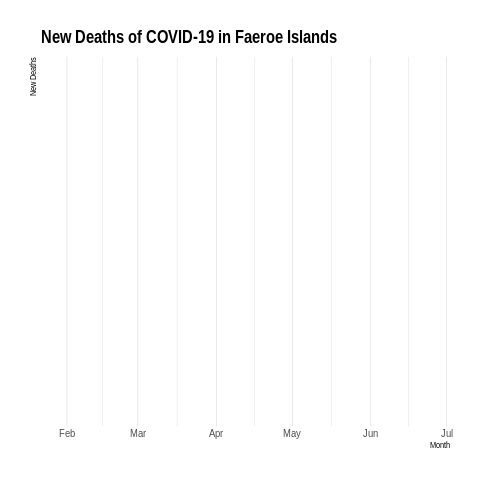 New Deaths of COVID-19 in Faeroe Islands
New Deaths
Feb Mar Apr May Jun Jul
Month